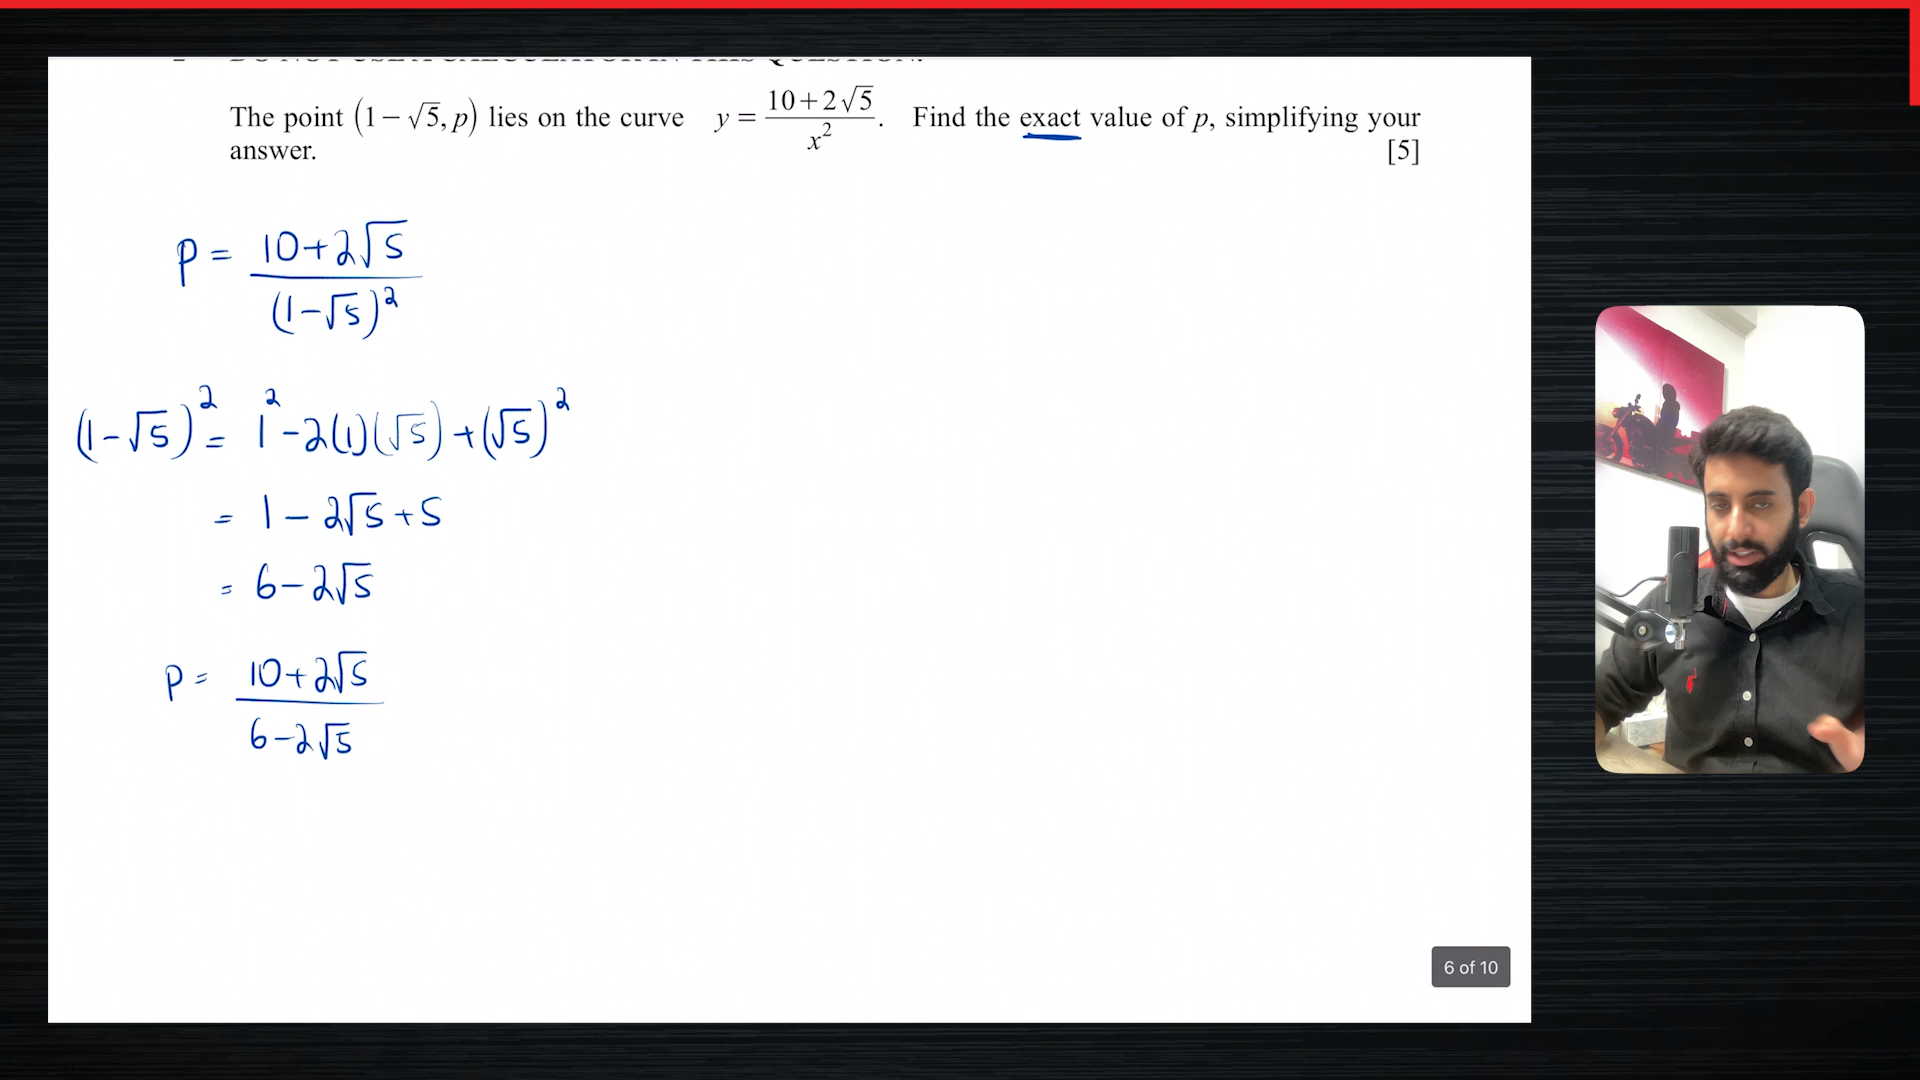 The point (1 − √5, p) lies on the curve y = (10+2√5)/x². Find the exact value of p, simplifying your
answer. [5]
p = (10+2√5)/(1−√5)²
(1−√5)² = 1² − 2(1)(√5) + (√5)²
= 1 − 2√5 + 5
= 6 − 2√5
p = (10+2√5)/(6−2√5)
6 of 10